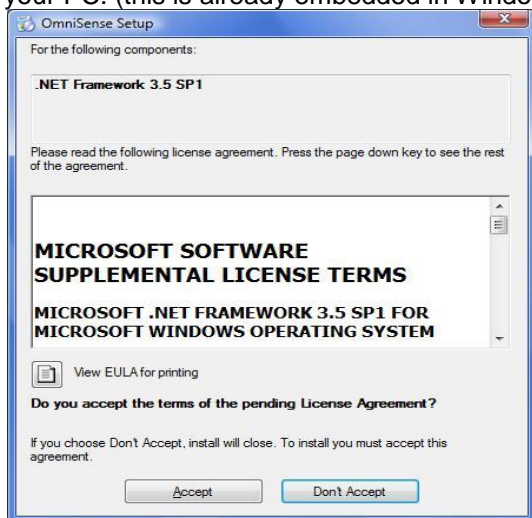 your PC. (this is already embedded in Window
OmniSense Setup
For the following components:
.NET Framework 3.5 SP1
Please read the following license agreement. Press the page down key to see the rest
of the agreement.
MICROSOFT SOFTWARE
SUPPLEMENTAL LICENSE TERMS
MICROSOFT .NET FRAMEWORK 3.5 SP1 FOR
MICROSOFT WINDOWS OPERATING SYSTEM
View EULA for printing
Do you accept the terms of the pending License Agreement?
If you choose Don't Accept, install will close. To install you must accept this
agreement.
Accept
Don't Accept